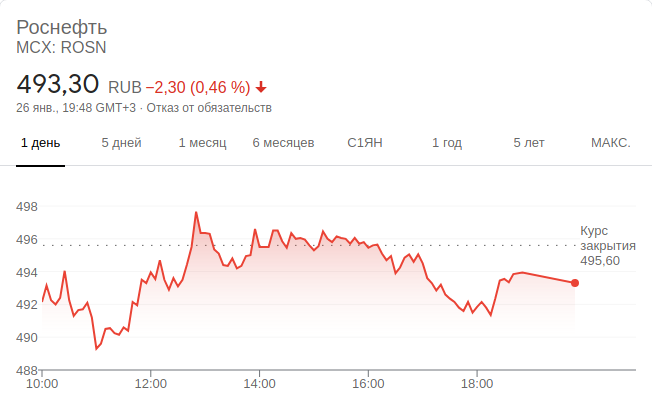 Роснефть
MCX: ROSN
493,30 RUB −2,30 (0,46 %)
26 янв., 19:48 GMT+3 · Отказ от обязательств
1 день 5 дней 1 месяц 6 месяцев С1ЯН 1 год 5 лет МАКС.
498
496
494
492
490
488
Курс
закрытия
495,60
10:00 12:00 14:00 16:00 18:00